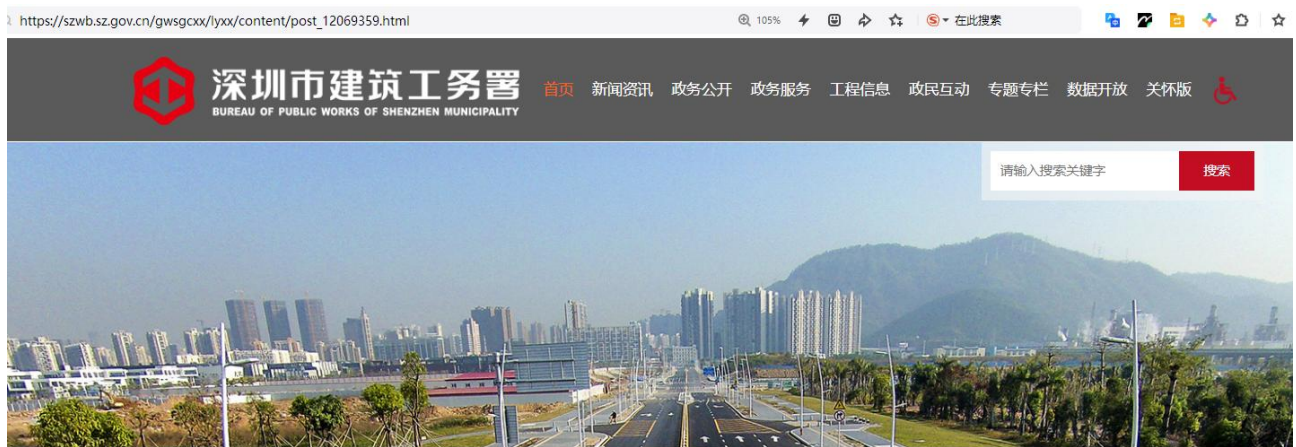 https://szwb.sz.gov.cn/gwsgcxx/lyxx/content/post_12069359.html 105% 在此搜索
深圳市建筑工务署
BUREAU OF PUBLIC WORKS OF SHENZHEN MUNICIPALITY
首页 新闻资讯 政务公开 政务服务 工程信息 政民互动 专题专栏 数据开放 关怀版
请输入搜索关键字 搜索